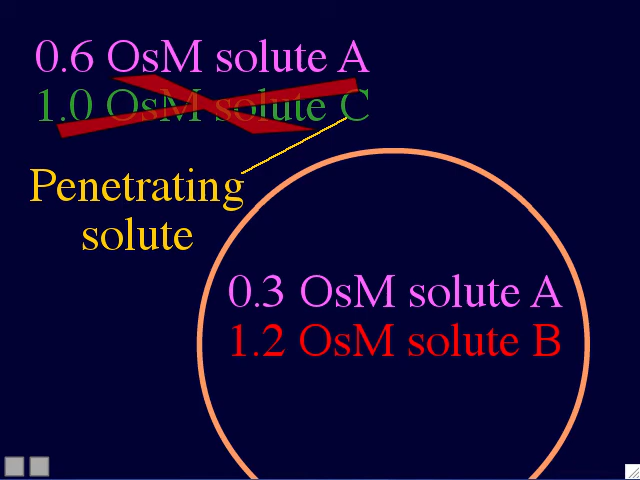 0.6 OsM solute A
1.0 OsM solute C
Penetrating
solute
0.3 OsM solute A
1.2 OsM solute B